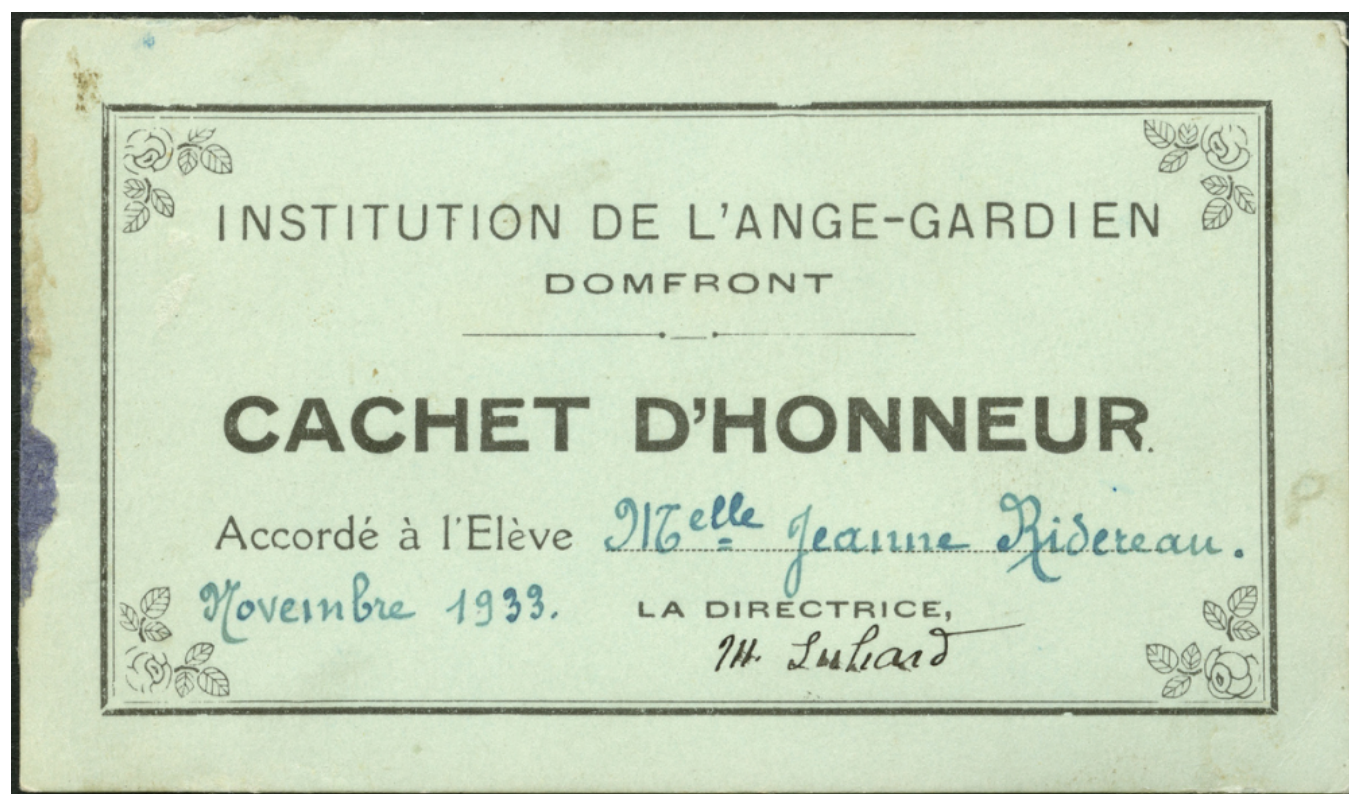 INSTITUTION DE L'ANGE-GARDIEN
DOMFRONT
CACHET D'HONNEUR.
Accordé à l'Elève Melle Jeanne Ridereau.
Novembre 1933. LA DIRECTRICE,
M.